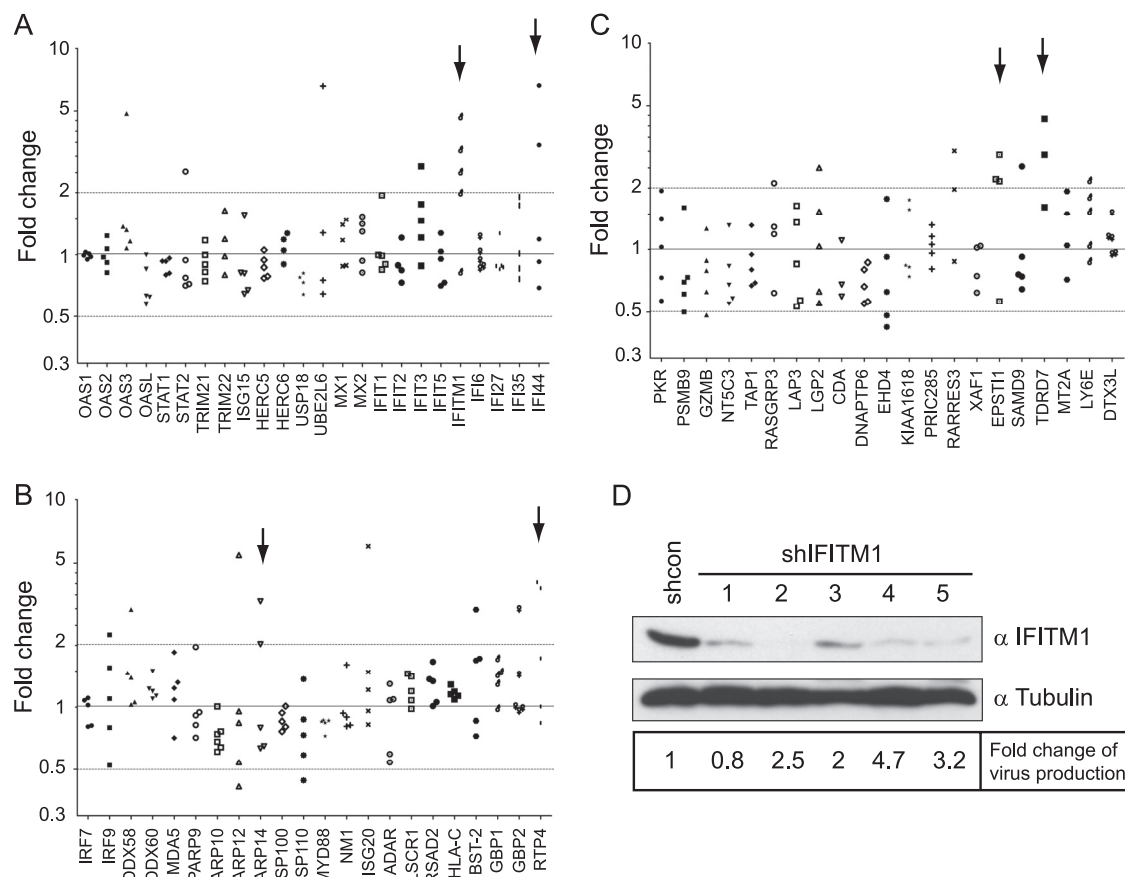 A
10
5
2
1
0.5
0.3
Fold change
OAS1
OAS2
OAS3
OASL
STAT1
STAT2
TRIM21
TRIM22
ISG15
HERC5
HERC6
USP18
UBE2L6
MX1
MX2
IFIT1
IFIT2
IFIT3
IFIT5
IFITM1
IFI6
IFI27
IFI35
IFI44
C
10
5
2
1
0.5
0.3
Fold change
PKR
PSMB9
GZMB
NT5C3
TAP1
RASGRP3
LAP3
LGP2
CDA
DNAPTP6
EHD4
KIAA1618
PRIC285
RARRES3
XAF1
EPSTI1
SAMD9
TDRD7
MT2A
LY6E
DTX3L
B
10
5
2
1
0.5
0.3
Fold change
IRF7
IRF9
DDX58
DDX60
MDA5
PARP9
ARP10
ARP12
ARP14
SP100
SP110
MYD88
NM1
ISG20
ADAR
LSCR1
RSAD2
HLA-C
BST-2
GBP1
GBP2
RTP4
D
shcon
shIFITM1
1 2 3 4 5
α IFITM1
α Tubulin
1 0.8 2.5 2 4.7 3.2
Fold change of
virus production